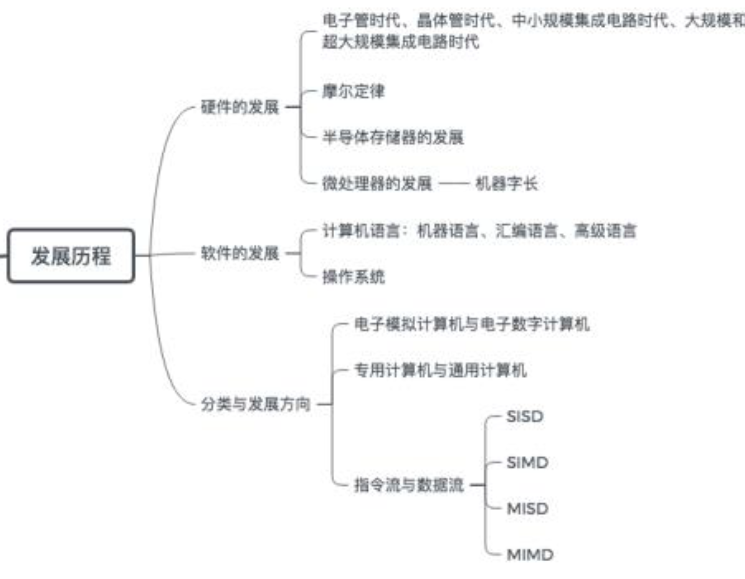 电子管时代、晶体管时代、中小规模集成电路时代、大规模和
超大规模集成电路时代
硬件的发展
摩尔定律
半导体存储器的发展
微处理器的发展
机器字长
发展历程
软件的发展
计算机语言：机器语言、汇编语言、高级语言
操作系统
分类与发展方向
电子模拟计算机与电子数字计算机
专用计算机与通用计算机
指令流与数据流
SISD
SIMD
MISD
MIMD